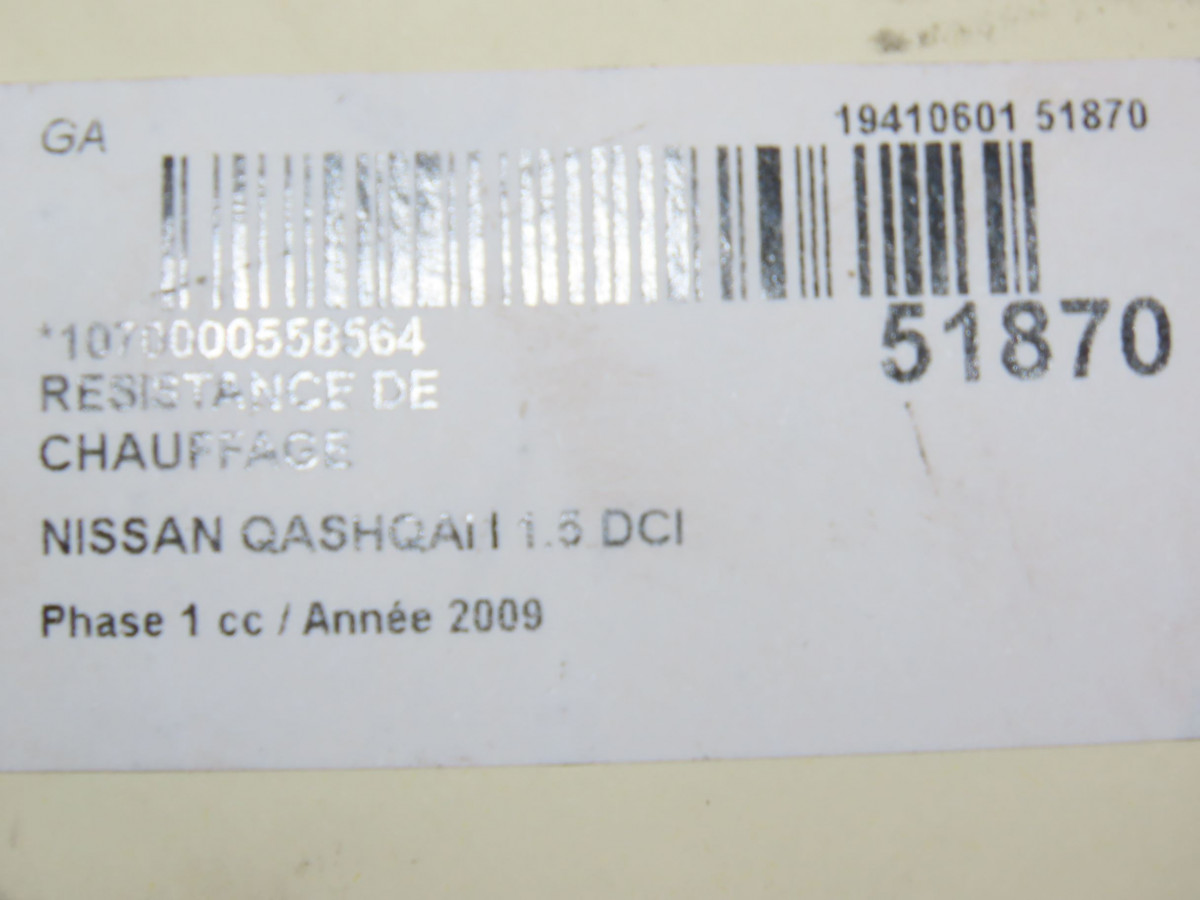 GA
19410601 51870
*1070000558564
51870
RESISTANCE DE
CHAUFFAGE
NISSAN QASHQAI I 1.5 DCI
Phase 1 cc / Année 2009